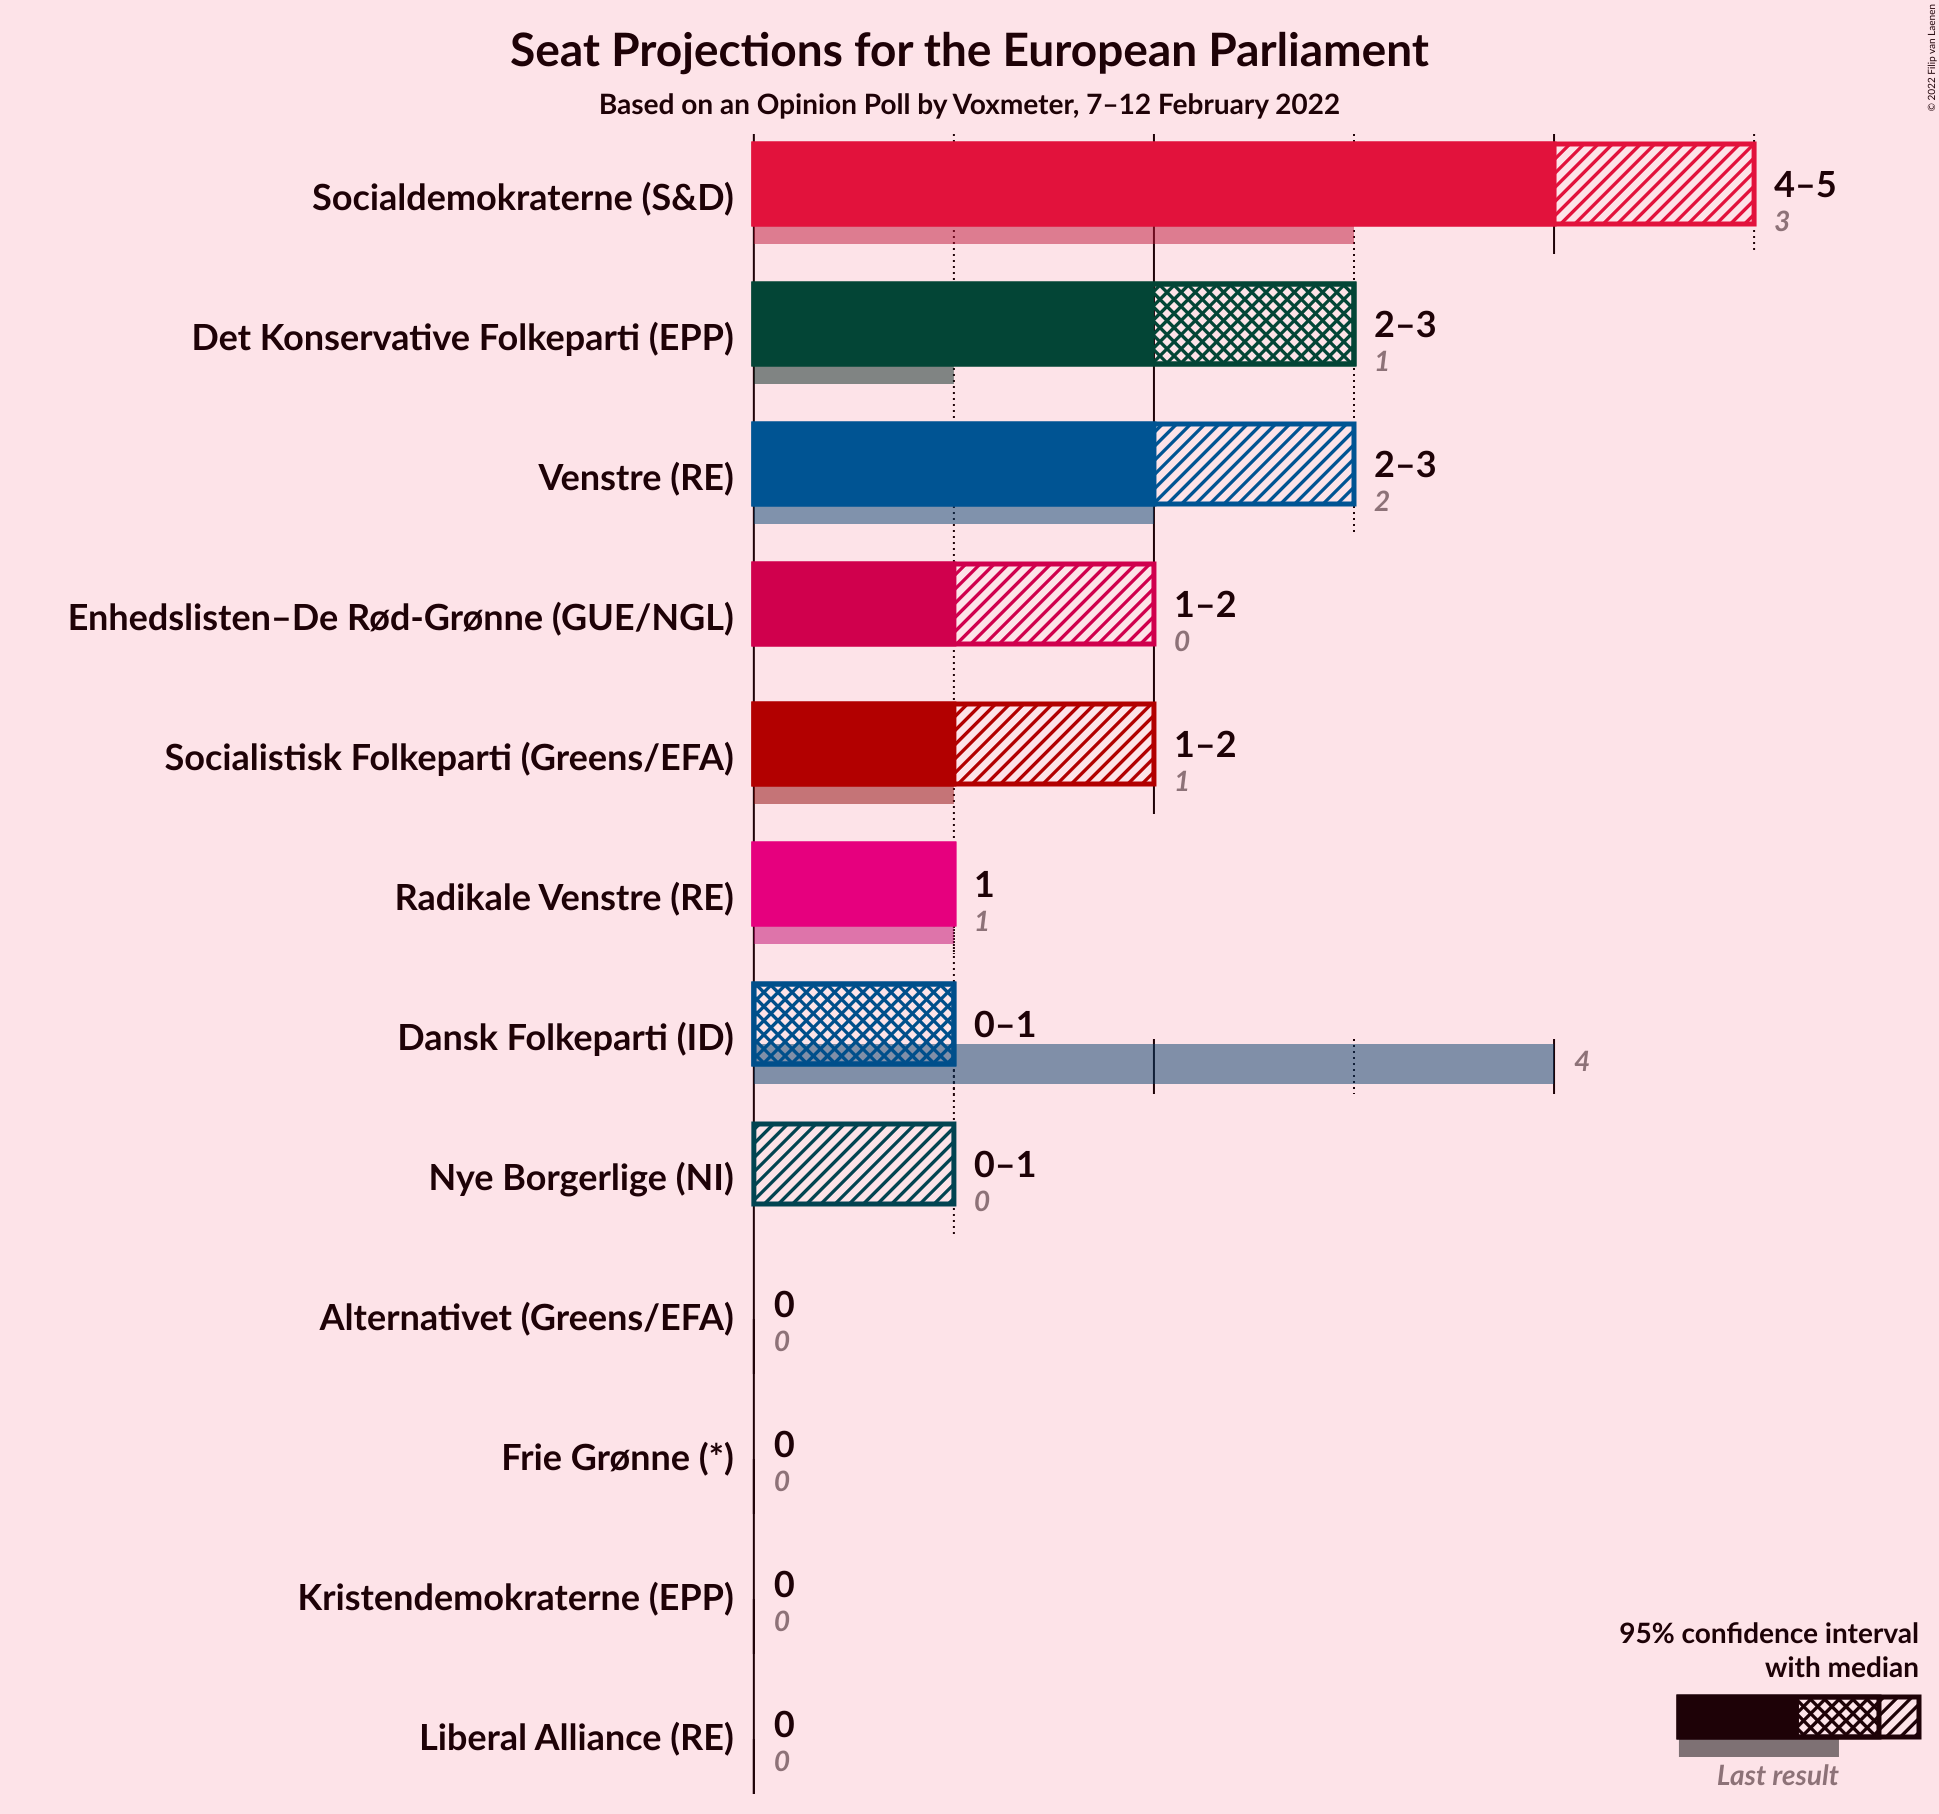 Seat Projections for the European Parliament
Based on an Opinion Poll by Voxmeter, 7–12 February 2022
© 2022 Filip van Laenen
Socialdemokraterne (S&D)
4–5
3
Det Konservative Folkeparti (EPP)
2–3
1
Venstre (RE)
2–3
2
Enhedslisten–De Rød-Grønne (GUE/NGL)
1–2
0
Socialistisk Folkeparti (Greens/EFA)
1–2
1
Radikale Venstre (RE)
1
1
Dansk Folkeparti (ID)
0–1
4
Nye Borgerlige (NI)
0–1
0
Alternativet (Greens/EFA)
0
0
Frie Grønne (*)
0
0
Kristendemokraterne (EPP)
0
0
Liberal Alliance (RE)
0
0
95% confidence interval
with median
Last result